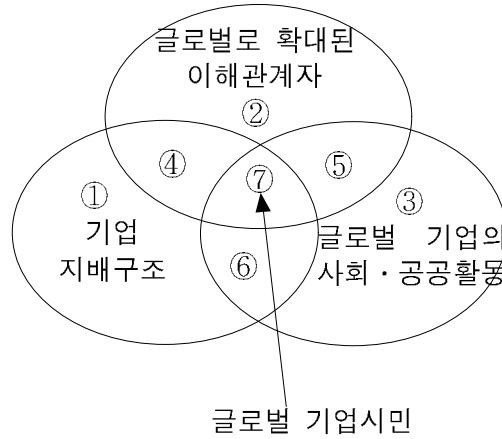 글로벌로 확대된
이해관계자
②
④
⑦
⑤
①
기업
지배구조
③
글로벌 기업의
사회·공공활동
⑥
글로벌 기업시민